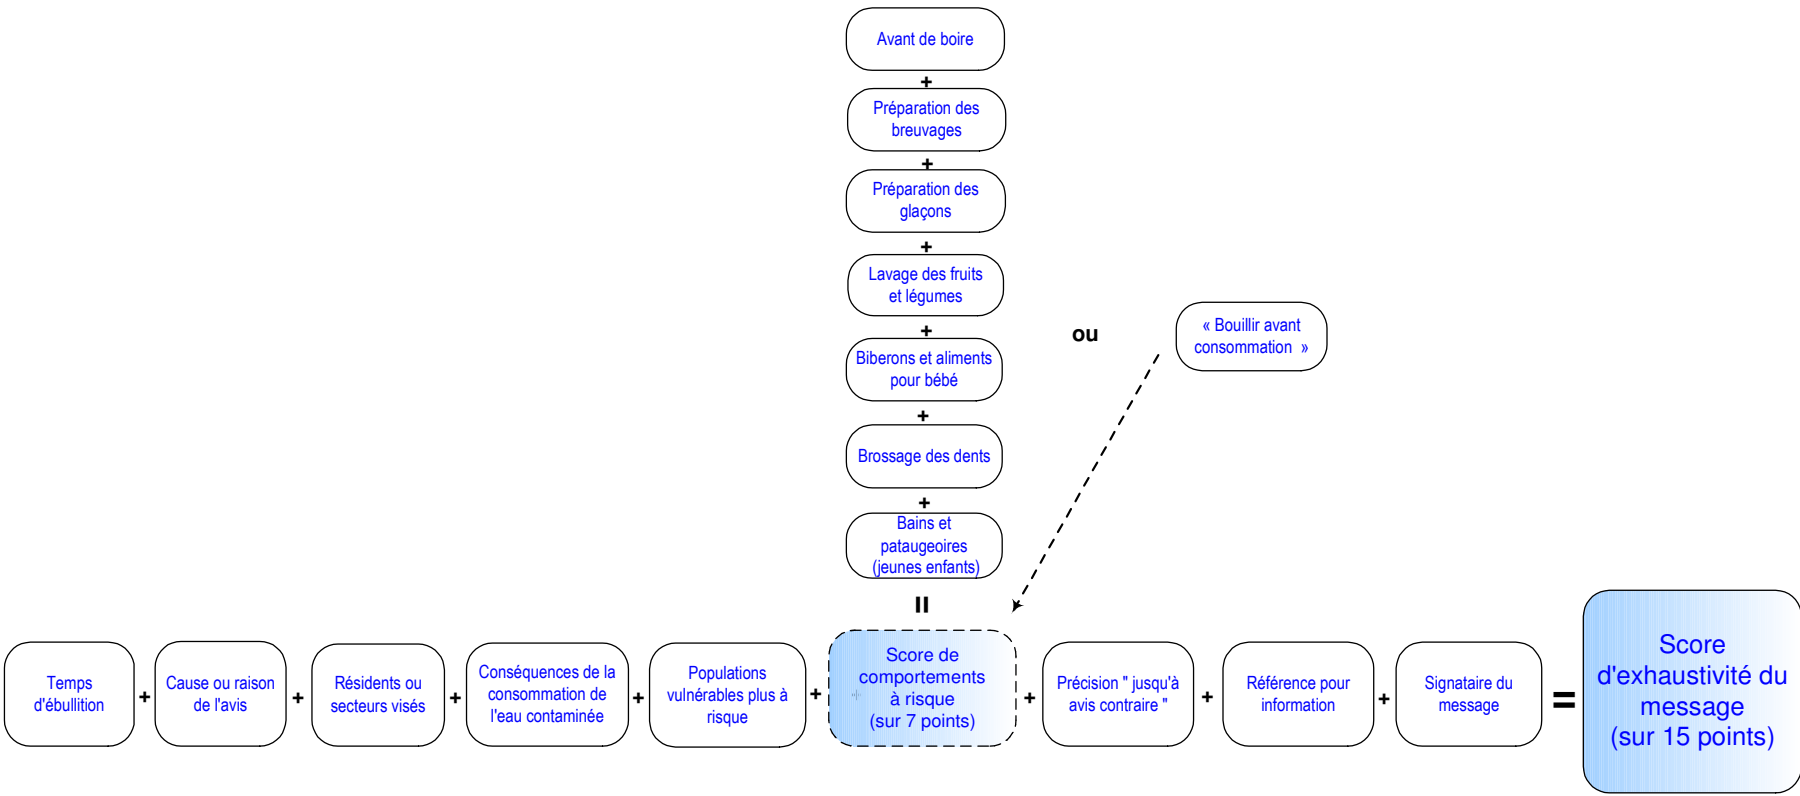 Avant de boire
+
Préparation des
breuvages
+
Préparation des
glaçons
+
Lavage des fruits
et légumes
+
Biberons et aliments
pour bébé
+
Brossage des dents
+
Bains et
pataugeoires
(jeunes enfants)
=
ou
« Bouillir avant
consommation »
Temps
d'ébullition
+
Cause ou raison
de l'avis
+
Résidents ou
secteurs visés
+
Conséquences de la
consommation de
l'eau contaminée
+
Populations
vulnérables plus à
risque
+
Score de
comportements
à risque
(sur 7 points)
+
Précision " jusqu'à
avis contraire "
+
Référence pour
information
+
Signataire du
message
=
Score
d'exhaustivité du
message
(sur 15 points)